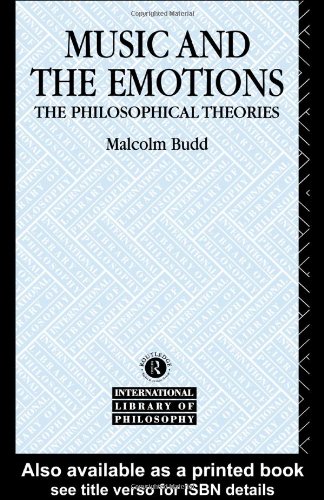 MUSIC AND
THE EMOTIONS
THE PHILOSOPHICAL THEORIES
Malcolm Budd
ROUTLEDGE
R
INTERNATIONAL
LIBRARY OF
PHILOSOPHY
Also available as a printed book
see title verso for ISBN details